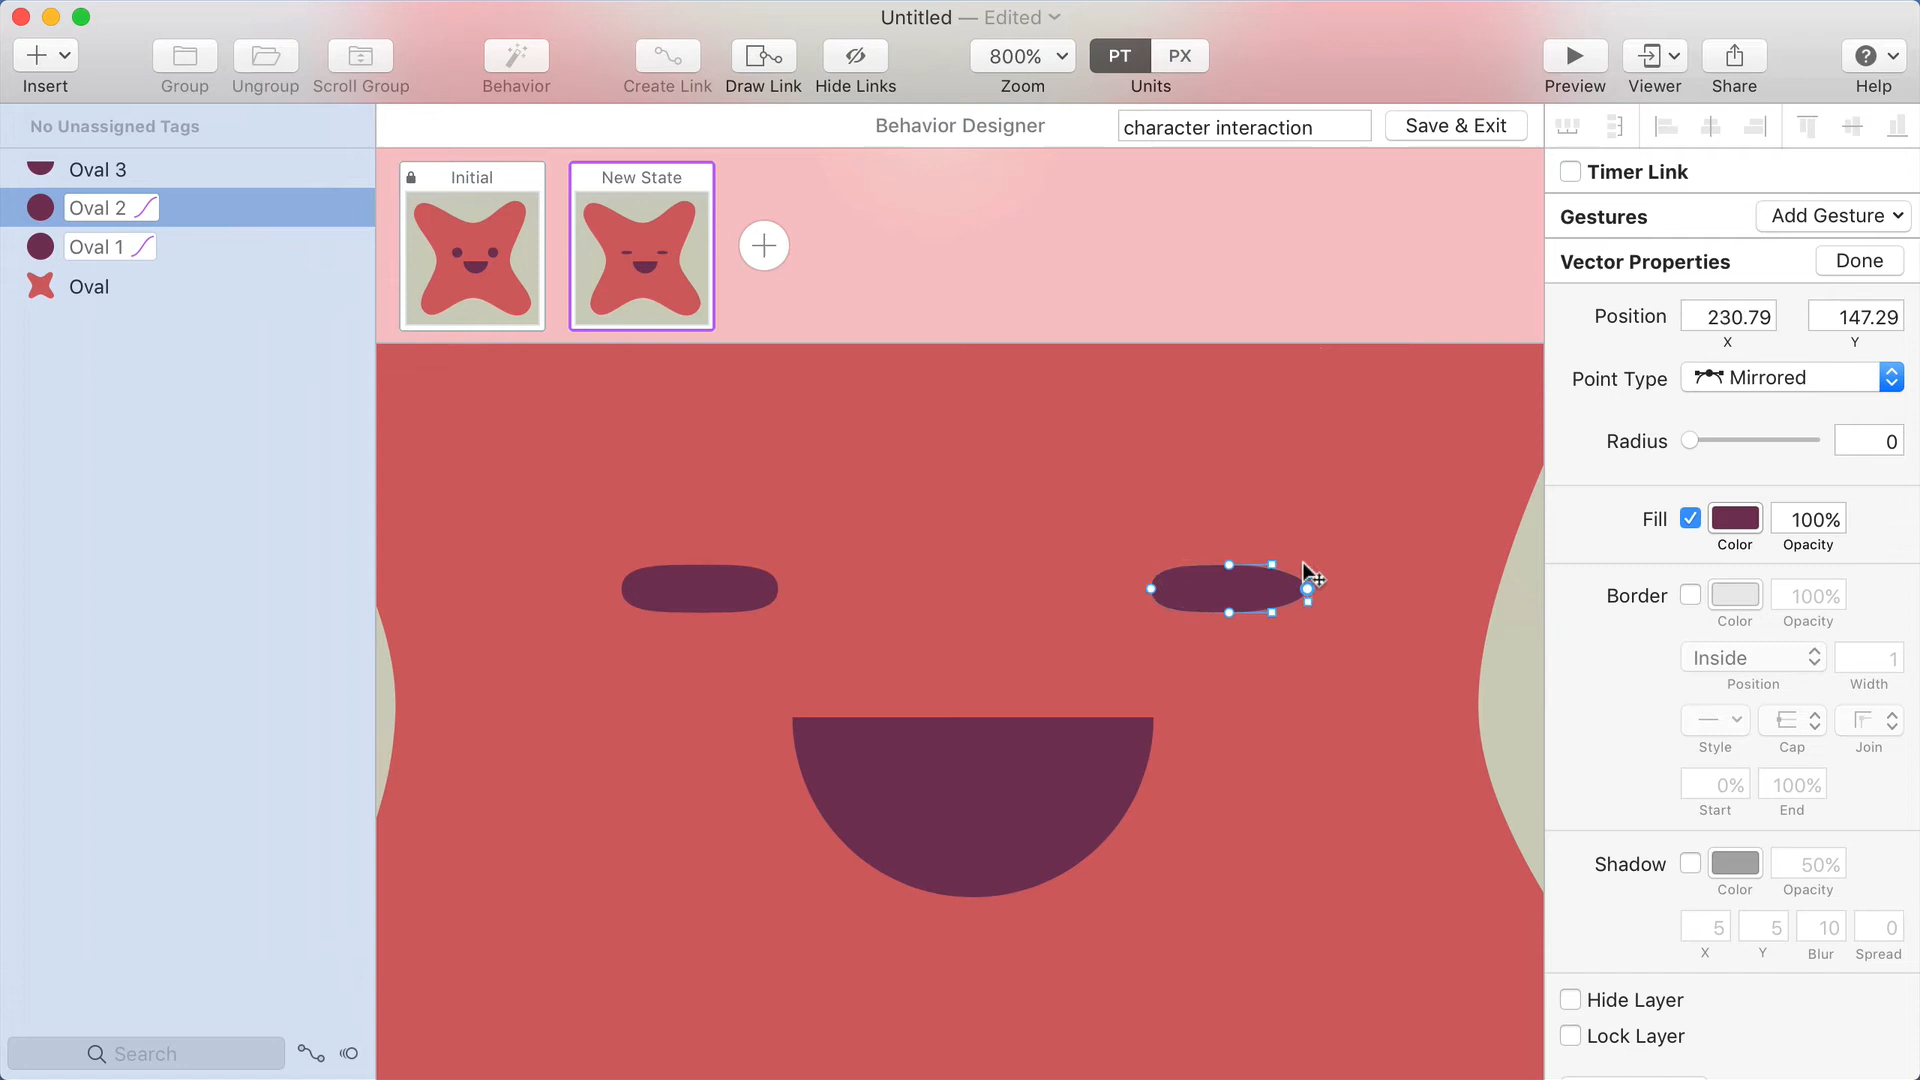 Untitled — Edited
Insert
Group
Ungroup
Scroll Group
Behavior
Create Link
Draw Link
Hide Links
800%
Zoom
PT
PX
Units
Preview
Viewer
Share
?
Help
No Unassigned Tags
Behavior Designer
character interaction
Save & Exit
Oval 3
Oval 2
Oval 1
Oval
Initial
New State
Timer Link
Gestures
Add Gesture
Vector Properties
Done
Position
230.79
147.29
X
Y
Point Type
Mirrored
Radius
0
Fill
100%
Color
Opacity
Border
100%
Color
Opacity
Inside
1
Position
Width
Style
Cap
Join
0%
100%
Start
End
Shadow
50%
Color
Opacity
5
5
10
0
X
Y
Blur
Spread
Hide Layer
Lock Layer
Search